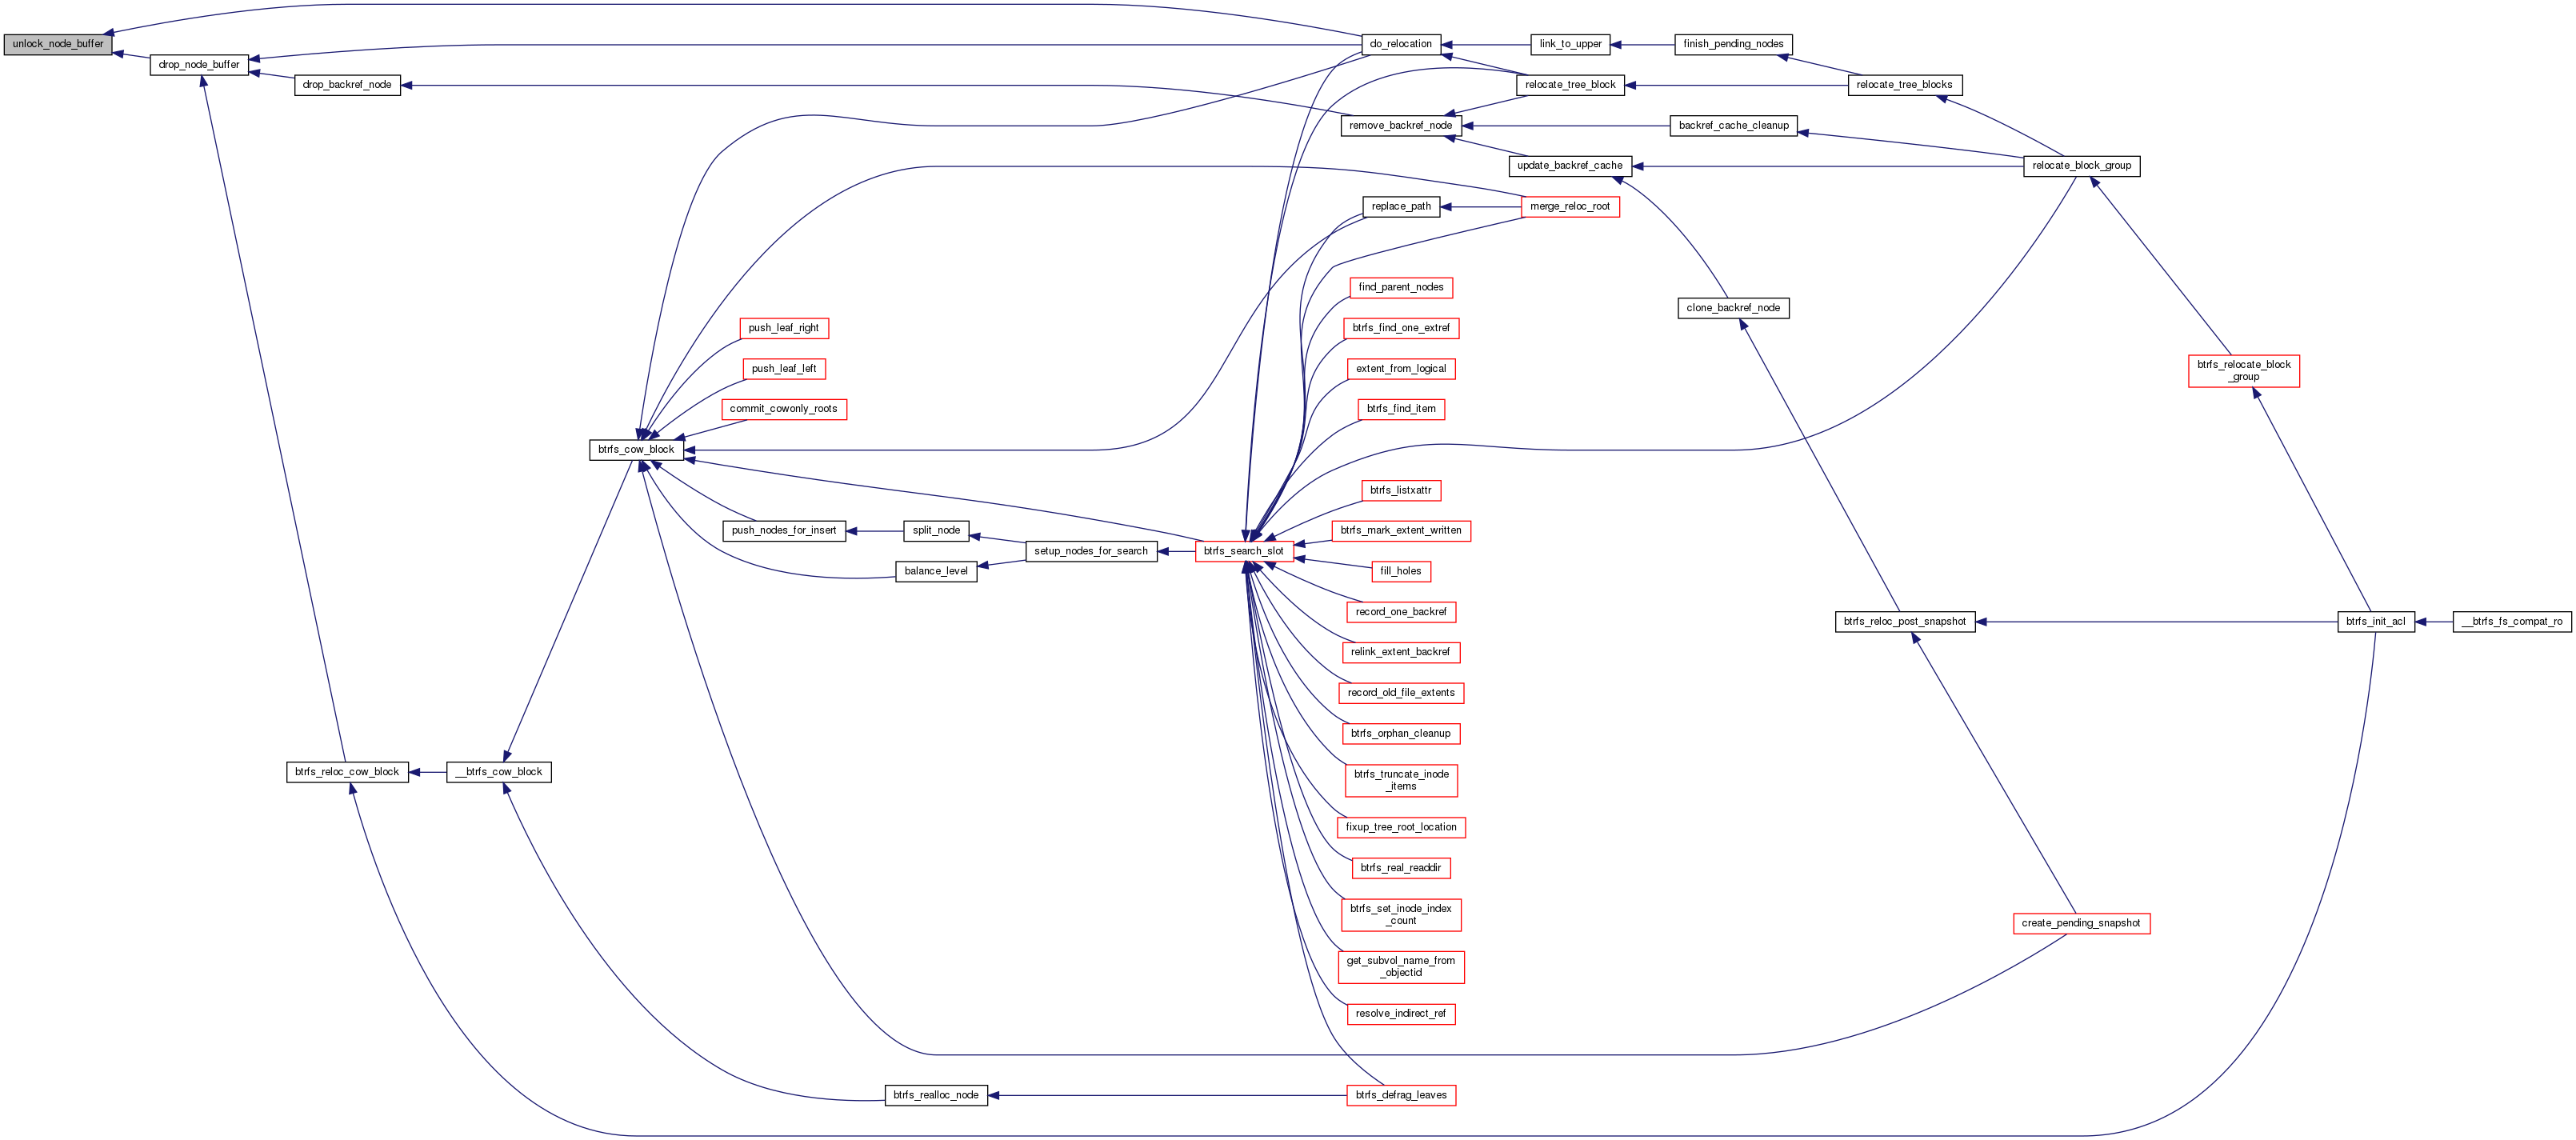 unlock_node_buffer
drop_node_buffer
drop_backref_node
do_relocation
link_to_upper
finish_pending_nodes
relocate_tree_block
relocate_tree_blocks
remove_backref_node
backref_cache_cleanup
update_backref_cache
relocate_block_group
replace_path
merge_reloc_root
find_parent_nodes
clone_backref_node
push_leaf_right
btrfs_find_one_extref
push_leaf_left
extent_from_logical
btrfs_relocate_block
_group
commit_cowonly_roots
btrfs_find_item
btrfs_cow_block
btrfs_listxattr
push_nodes_for_insert
split_node
btrfs_mark_extent_written
setup_nodes_for_search
btrfs_search_slot
balance_level
fill_holes
record_one_backref
btrfs_reloc_post_snapshot
btrfs_init_acl
__btrfs_fs_compat_ro
relink_extent_backref
record_old_file_extents
btrfs_orphan_cleanup
btrfs_reloc_cow_block
__btrfs_cow_block
btrfs_truncate_inode
_items
fixup_tree_root_location
btrfs_real_readdir
btrfs_set_inode_index
_count
create_pending_snapshot
get_subvol_name_from
_objectid
resolve_indirect_ref
btrfs_realloc_node
btrfs_defrag_leaves